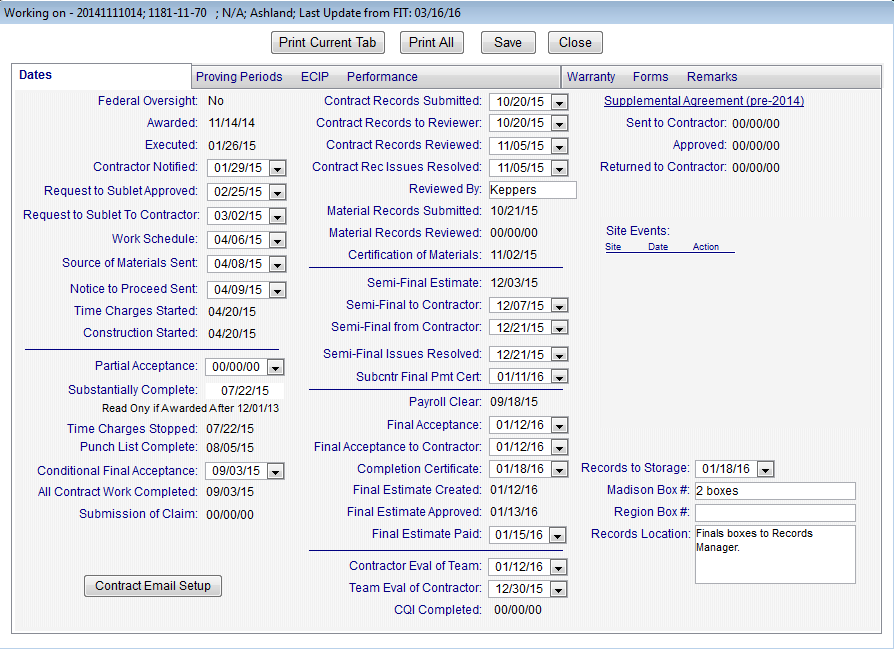 Working on - 20141111014; 1181-11-70 ; N/A; Ashland; Last Update from FIT: 03/16/16
Print Current Tab Print All Save Close
Dates Proving Periods ECIP Performance Warranty Forms Remarks
Federal Oversight: No
Awarded: 11/14/14
Executed: 01/26/15
Contractor Notified: 01/29/15
Request to Sublet Approved: 02/25/15
Request to Sublet To Contractor: 03/02/15
Work Schedule: 04/06/15
Source of Materials Sent: 04/08/15
Notice to Proceed Sent: 04/09/15
Time Charges Started: 04/20/15
Construction Started: 04/20/15
Partial Acceptance: 00/00/00
Substantially Complete: 07/22/15
Read Ony if Awarded After 12/01/13
Time Charges Stopped: 07/22/15
Punch List Complete: 08/05/15
Conditional Final Acceptance: 09/03/15
All Contract Work Completed: 09/03/15
Submission of Claim: 00/00/00
Contract Email Setup
Contract Records Submitted: 10/20/15
Contract Records to Reviewer: 10/20/15
Contract Records Reviewed: 11/05/15
Contract Rec Issues Resolved: 11/05/15
Reviewed By: Keppers
Material Records Submitted: 10/21/15
Material Records Reviewed: 00/00/00
Certification of Materials: 11/02/15
Semi-Final Estimate: 12/03/15
Semi-Final to Contractor: 12/07/15
Semi-Final from Contractor: 12/21/15
Semi-Final Issues Resolved: 12/21/15
Subcntr Final Pmt Cert: 01/11/16
Payroll Clear: 09/18/15
Final Acceptance: 01/12/16
Final Acceptance to Contractor: 01/12/16
Completion Certificate: 01/18/16
Final Estimate Created: 01/12/16
Final Estimate Approved: 01/13/16
Final Estimate Paid: 01/15/16
Contractor Eval of Team: 01/12/16
Team Eval of Contractor: 12/30/15
CQI Completed: 00/00/00
Supplemental Agreement (pre-2014)
Sent to Contractor: 00/00/00
Approved: 00/00/00
Returned to Contractor: 00/00/00
Site Events:
Site Date Action
Records to Storage: 01/18/16
Madison Box #: 2 boxes
Region Box #:
Records Location: Finals boxes to Records
Manager.